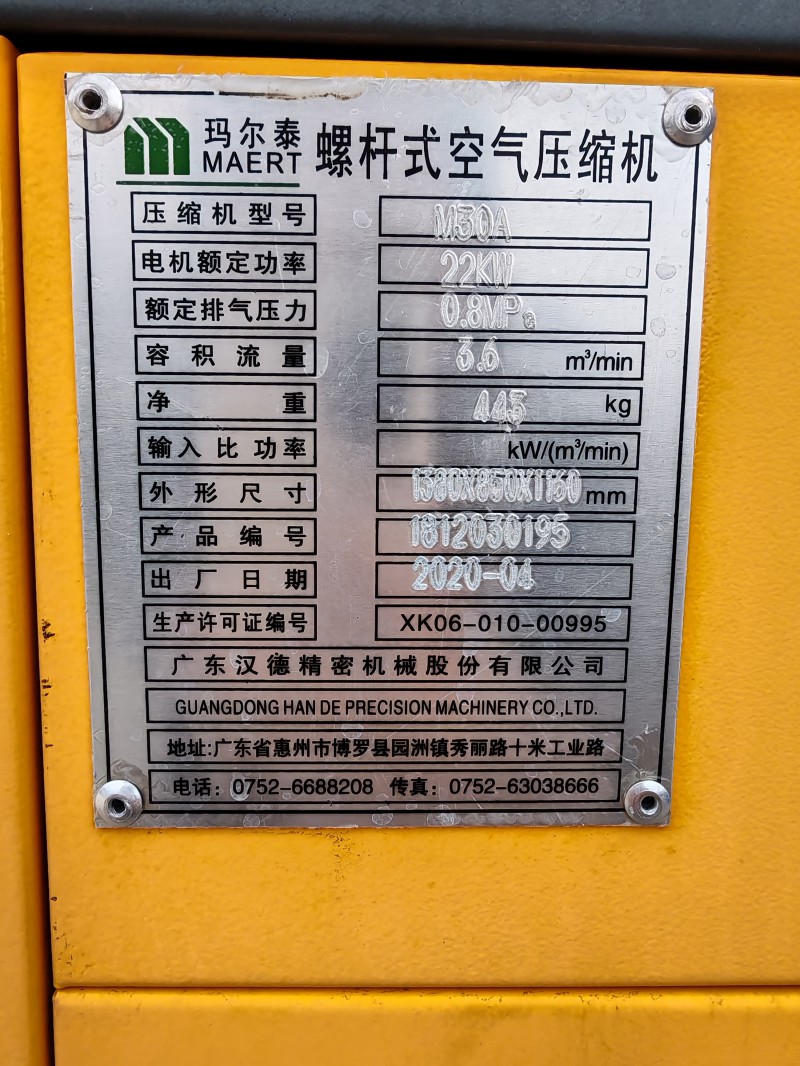 玛尔泰 MAERT 螺杆式空气压缩机
压缩机型号 M30A
电机额定功率 22KW
额定排气压力 0.8MPa
容积流量 3.6 m³/min
净重 443 kg
输入比功率 kW/(m³/min)
外形尺寸 1380X850X1160 mm
产品编号 1812030195
出厂日期 2020-04
生产许可证编号 XK06-010-00995
广东汉德精密机械股份有限公司
GUANGDONG HAN DE PRECISION MACHINERY CO.,LTD.
地址:广东省惠州市博罗县园洲镇秀丽路十米工业路
电话：0752-6688208 传真：0752-63038666